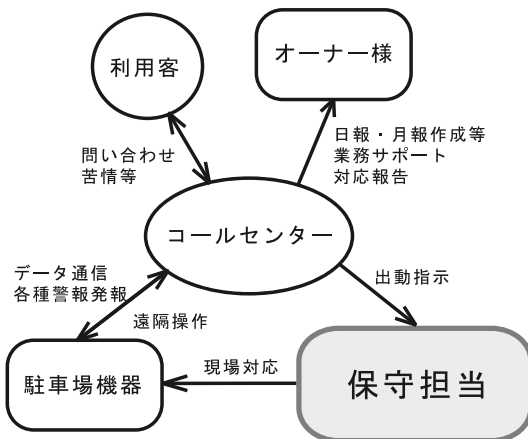 利用客
オーナー様
問い合わせ
苦情等
日報・月報作成等
業務サポート
対応報告
コールセンター
データ通信
各種警報発報
遠隔操作
出動指示
駐車場機器
現場対応
保守担当